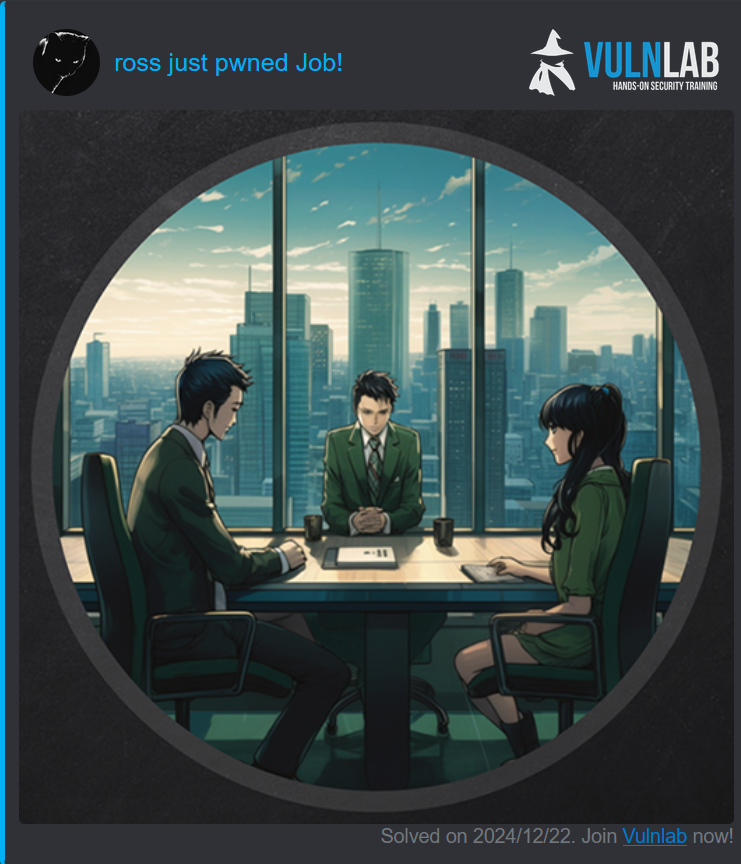 ross just pwned Job!
VULNLAB
HANDS-ON SECURITY TRAINING
Solved on 2024/12/22. Join Vulnlab now!